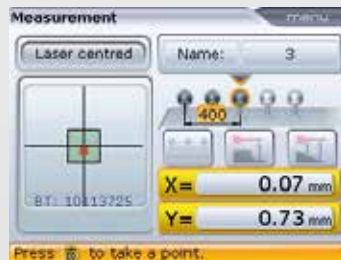 Measurement
menu
Laser centred
Name: 3
400
BT: 10113725
X= 0.07 mm
Y= 0.73 mm
Press to take a point.